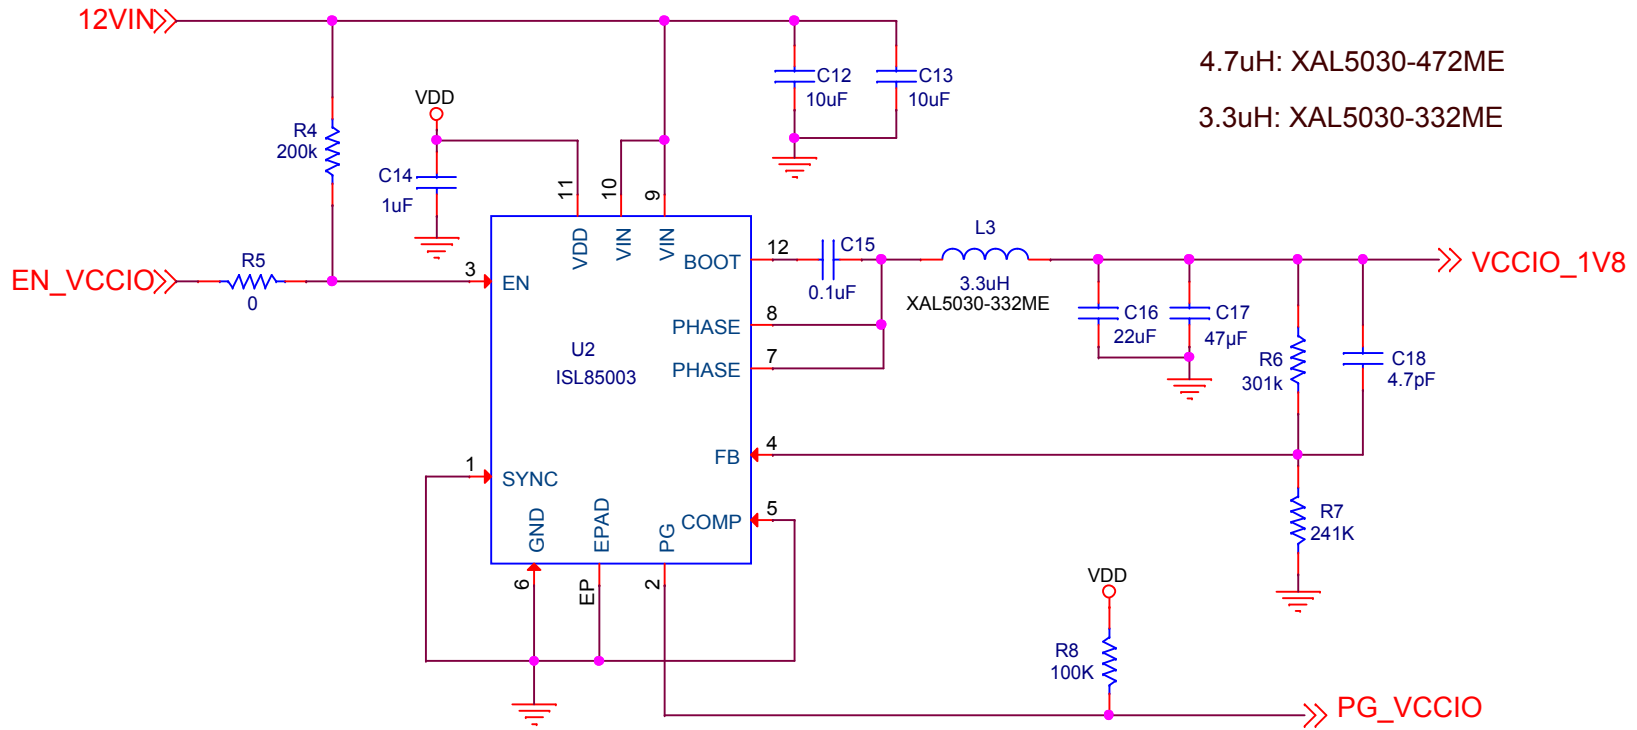 12VIN
4.7uH: XAL5030-472ME
3.3uH: XAL5030-332ME
C12
10uF
C13
10uF
VDD
R4
200k
C14
1uF
11
10
9
VDD
VIN
VIN
EN_VCCIO
R5
0
3
EN
BOOT
12
C15
0.1uF
L3
3.3uH
XAL5030-332ME
VCCIO_1V8
PHASE
8
PHASE
7
U2
ISL85003
C16
22uF
C17
47µF
R6
301k
C18
4.7pF
FB
4
1
SYNC
COMP
5
GND
EPAD
PG
6
EP
2
R7
241K
VDD
R8
100K
PG_VCCIO